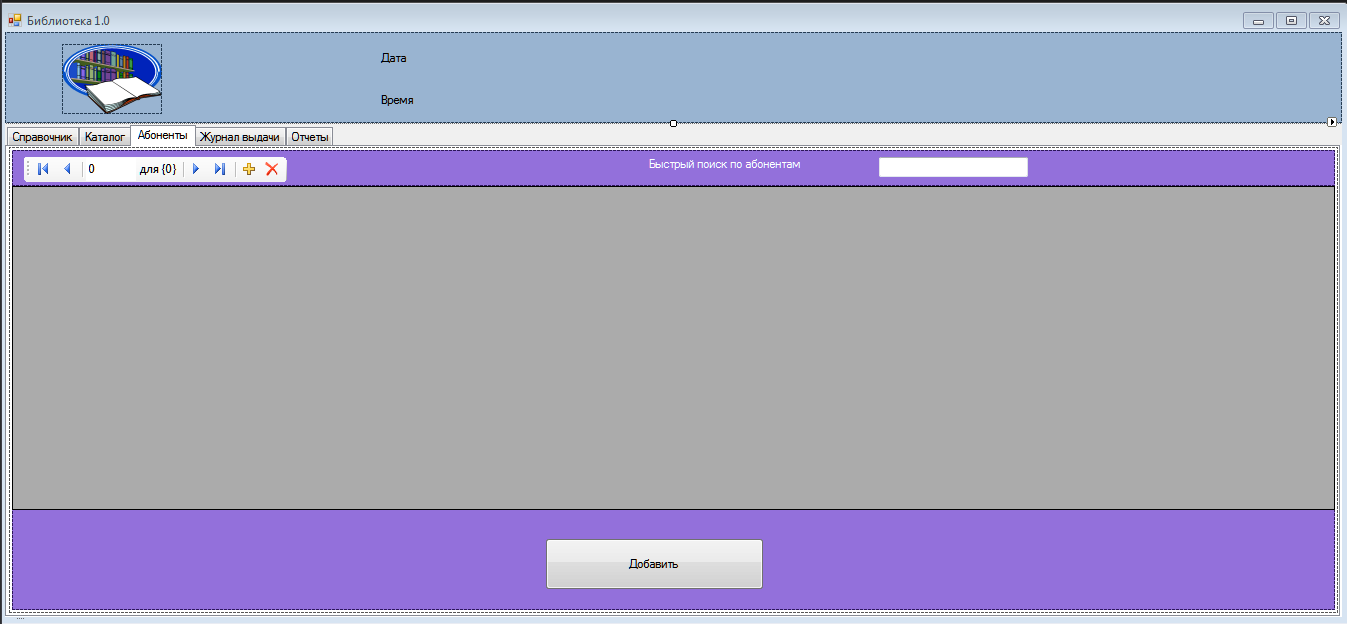 Библиотека 1.0
Дата
Время
Справочник Каталог Абоненты Журнал выдачи Отчеты
0 для {0} Быстрый поиск по абонентам
Добавить